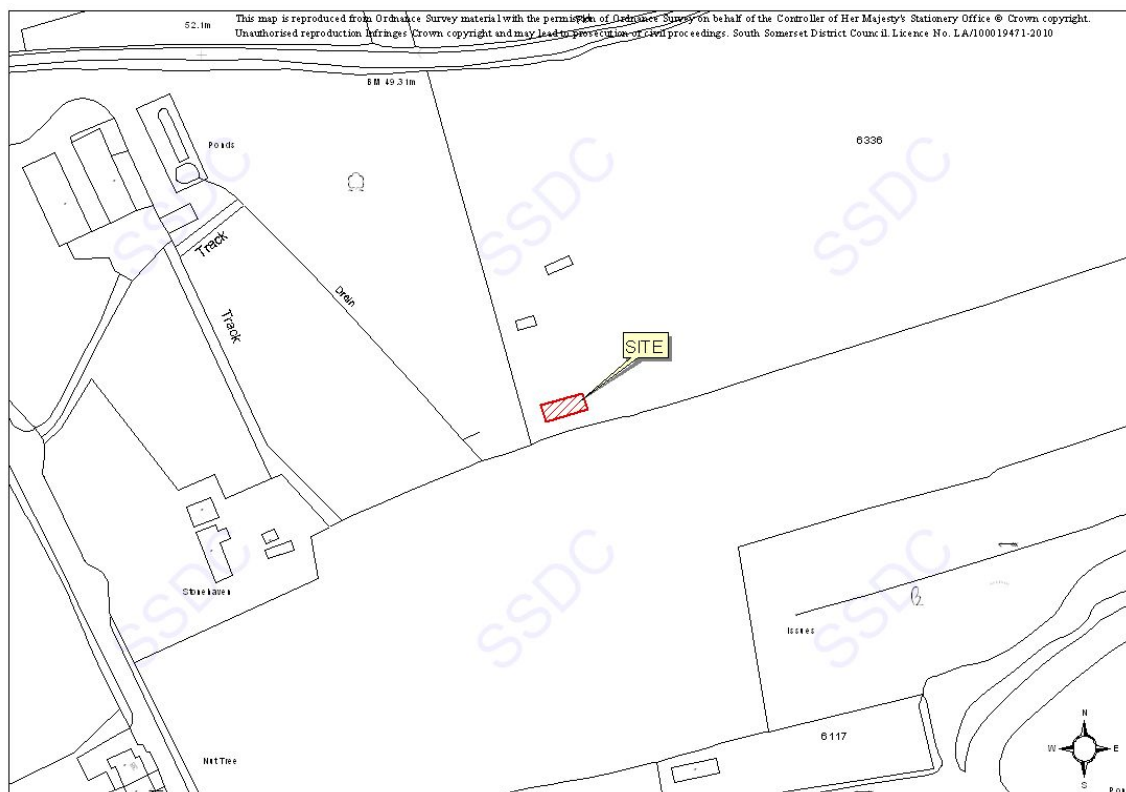 This map is reproduced from Ordnance Survey material with the permission of Ordnance Survey on behalf of the Controller of Her Majesty's Stationery Office © Crown copyright.
52.1m
Unauthorised reproduction infringes Crown copyright and may lead to prosecution or civil proceedings. South Somerset District Council. Licence No. LA/100019471-2010
BM 49.31m
6336
Ponds
SSDC
SSDC
SSDC
Track
Drain
Track
SITE
SSDC
SSDC
SSDC
Stonehaven
Issues
N
6117
W E
Nut Tree
S